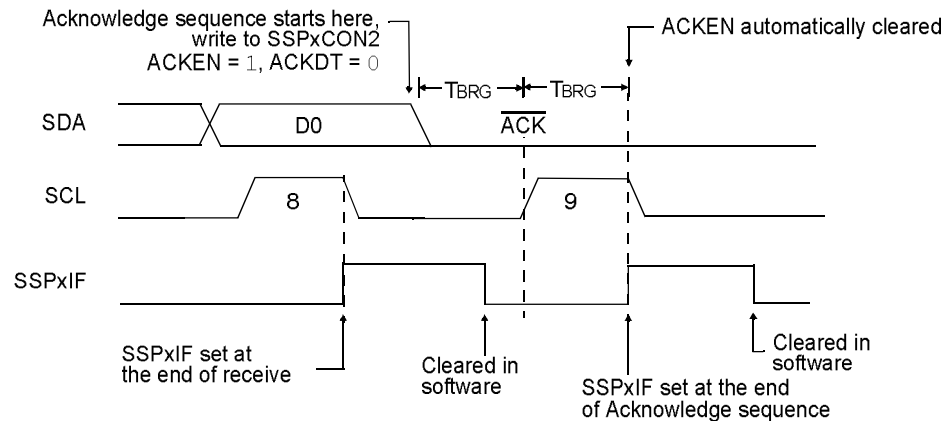 Acknowledge sequence starts here,
write to SSPxCON2
ACKEN = 1, ACKDT = 0
ACKEN automatically cleared
TBRG
TBRG
SDA
D0
ACK
SCL
8
9
SSPxIF
SSPxIF set at
the end of receive
Cleared in
software
SSPxIF set at the end
of Acknowledge sequence
Cleared in
software